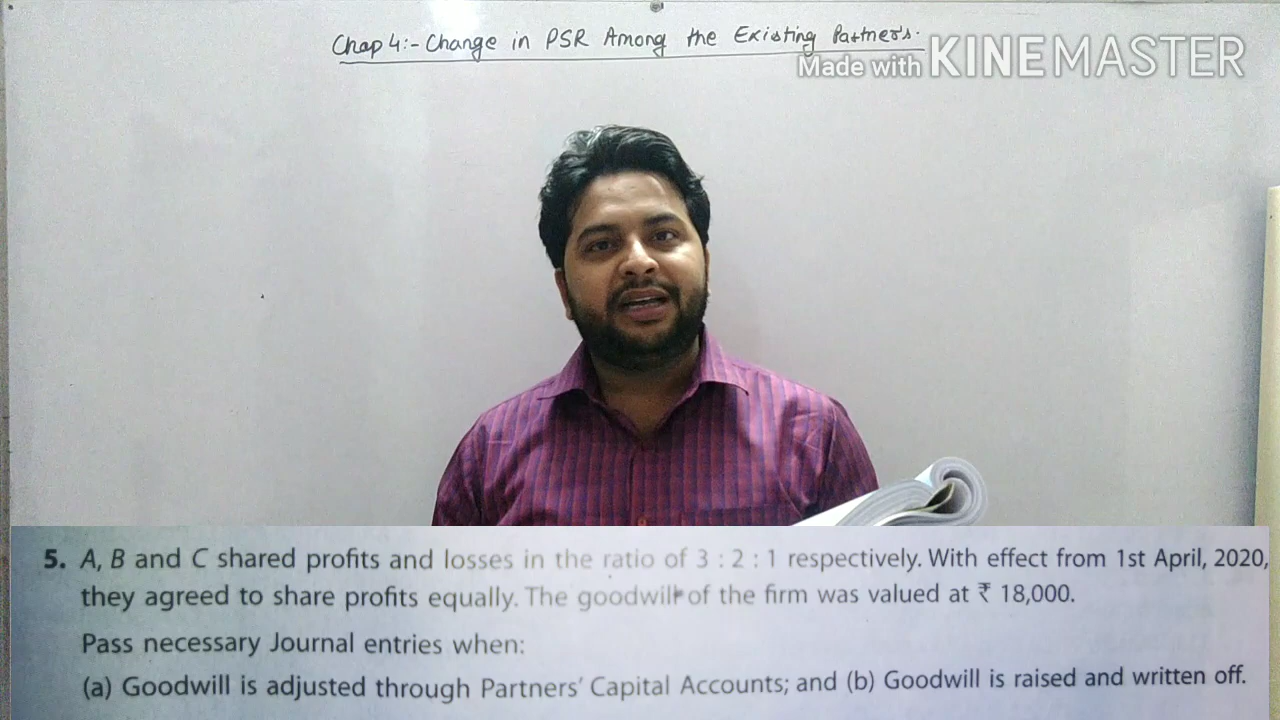 Chap 4:- Change in PSR Among the Existing Partner's.
Made with KINEMASTER
5. A, B and C shared profits and losses in the ratio of 3 : 2 : 1 respectively. With effect from 1st April, 2020,
they agreed to share profits equally. The goodwill of the firm was valued at ₹ 18,000.
Pass necessary Journal entries when:
(a) Goodwill is adjusted through Partners' Capital Accounts; and (b) Goodwill is raised and written off.